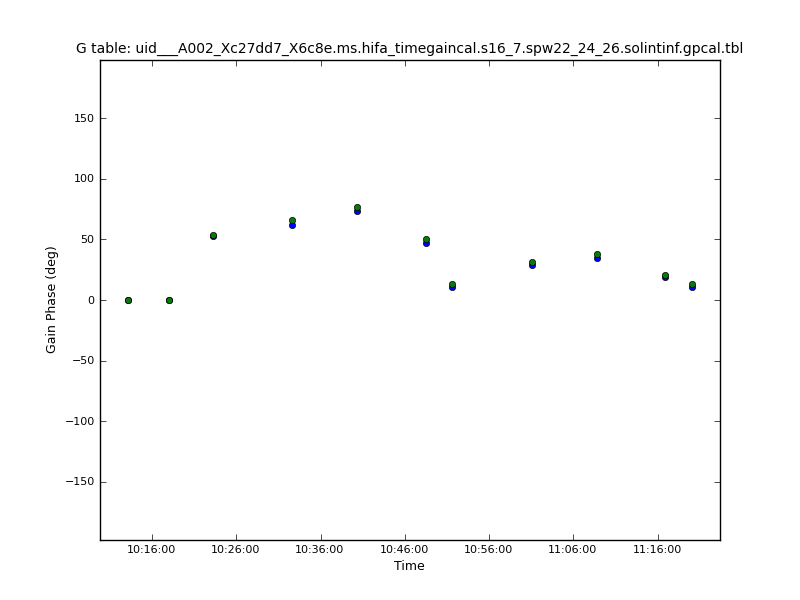 G table: uid___A002_Xc27dd7_X6c8e.ms.hifa_timegaincal.s16_7.spw22_24_26.solintinf.gpcal.tbl
150
100
50
0
−50
−100
−150
Gain Phase (deg)
10:16:00 10:26:00 10:36:00 10:46:00 10:56:00 11:06:00 11:16:00
Time